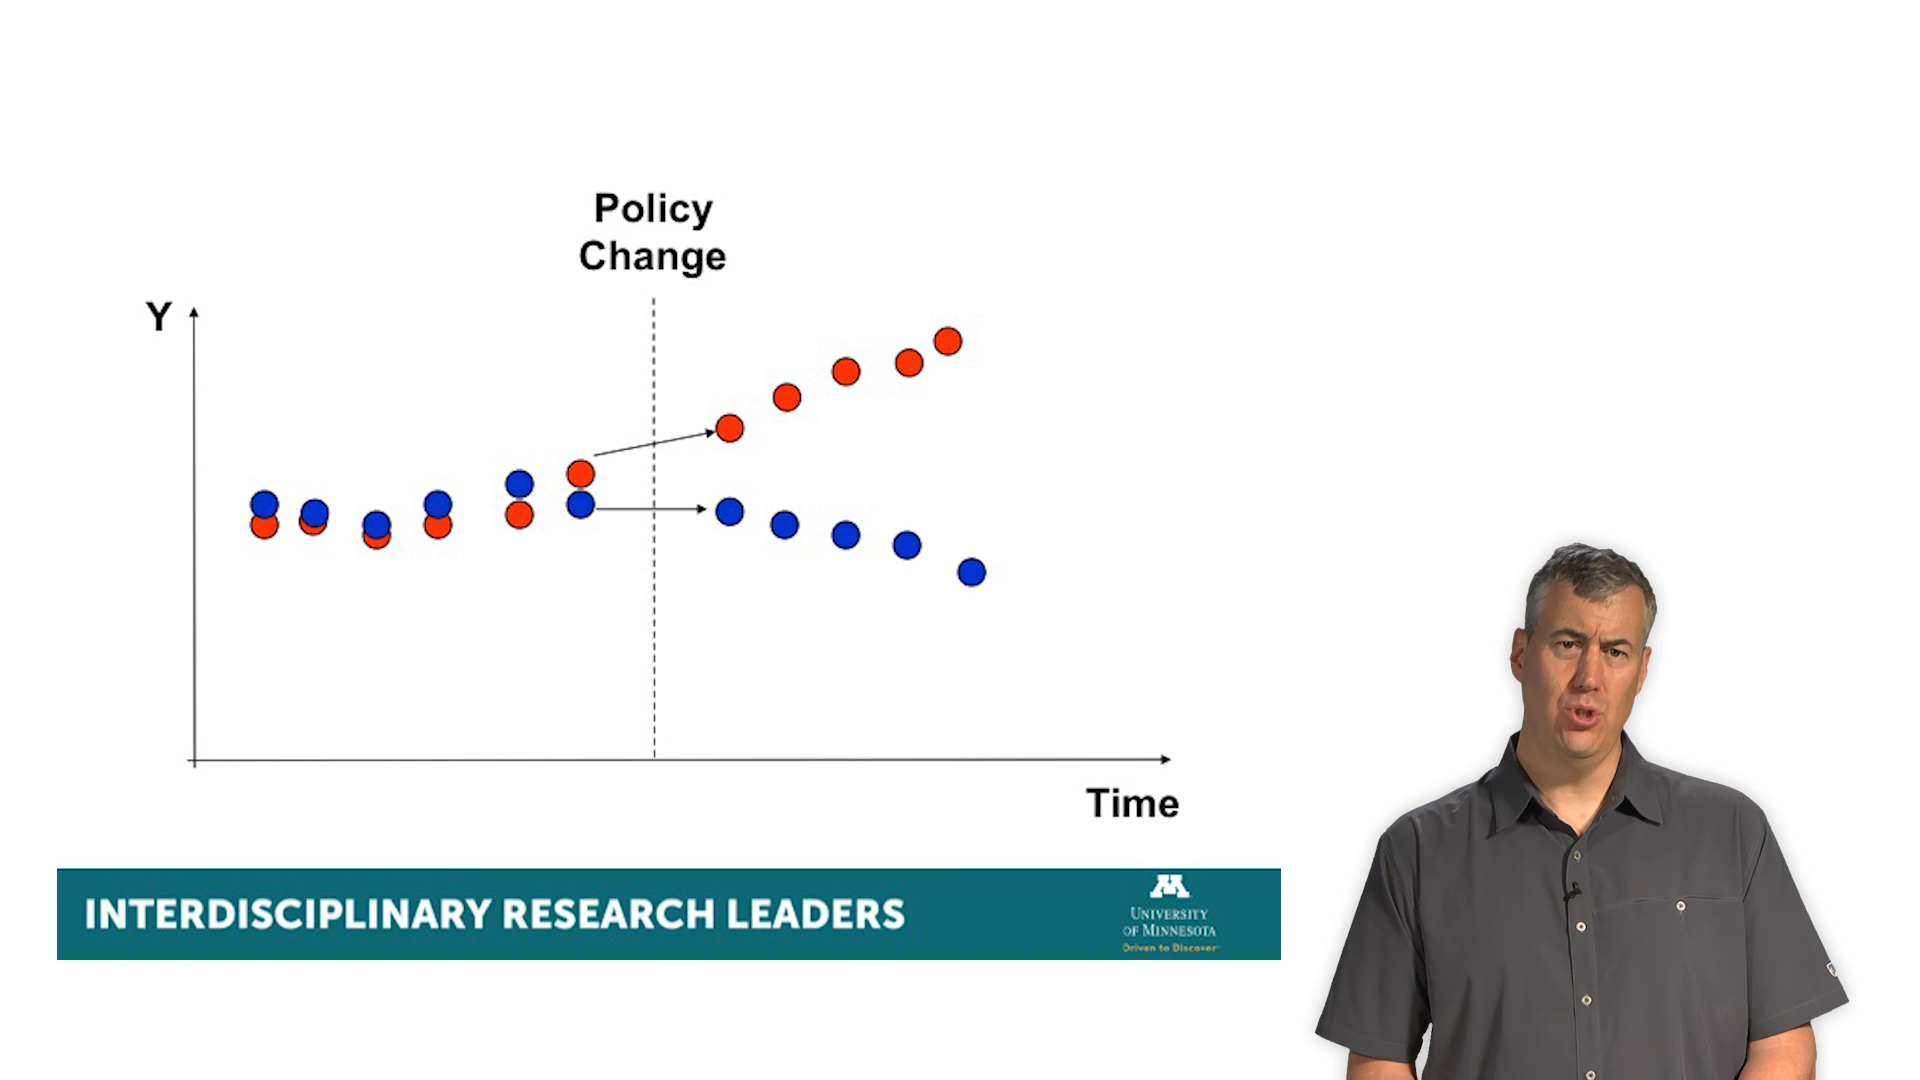 Policy
Change
Y
Time
INTERDISCIPLINARY RESEARCH LEADERS
UNIVERSITY
OF MINNESOTA
Driven to Discover